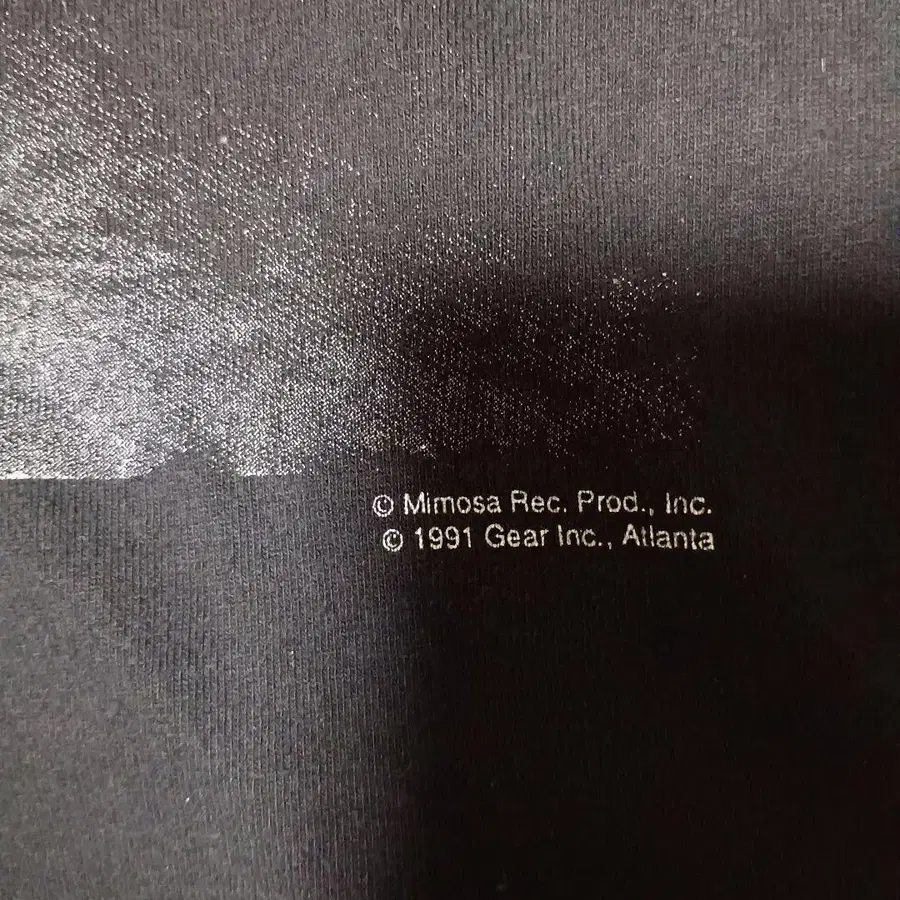 © Mimosa Rec. Prod., Inc.
© 1991 Gear Inc., Atlanta